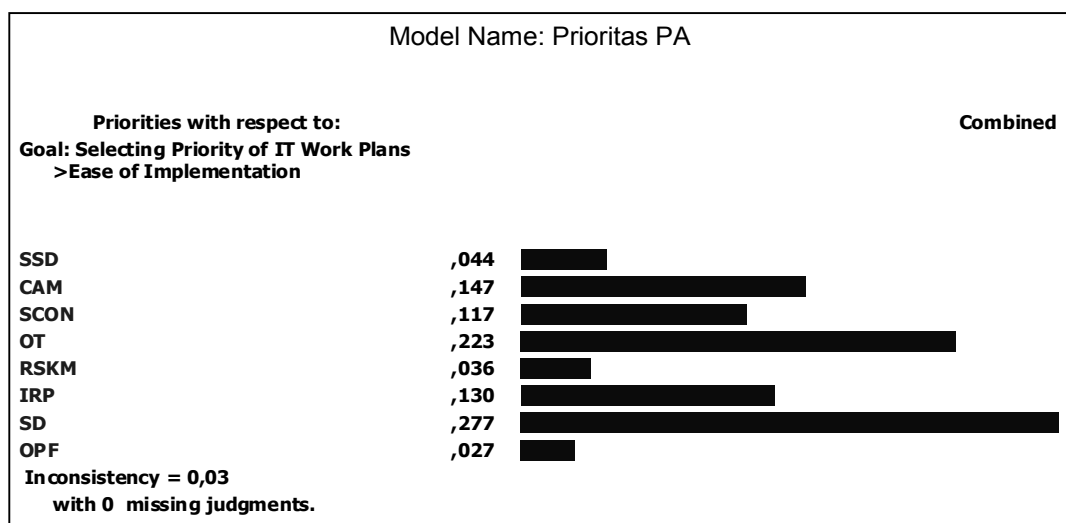 Model Name: Prioritas PA
Priorities with respect to: Combined
Goal: Selecting Priority of IT Work Plans
>Ease of Implementation
SSD ,044
CAM ,147
SCON ,117
OT ,223
RSKM ,036
IRP ,130
SD ,277
OPF ,027
Inconsistency = 0,03
with 0 missing judgments.